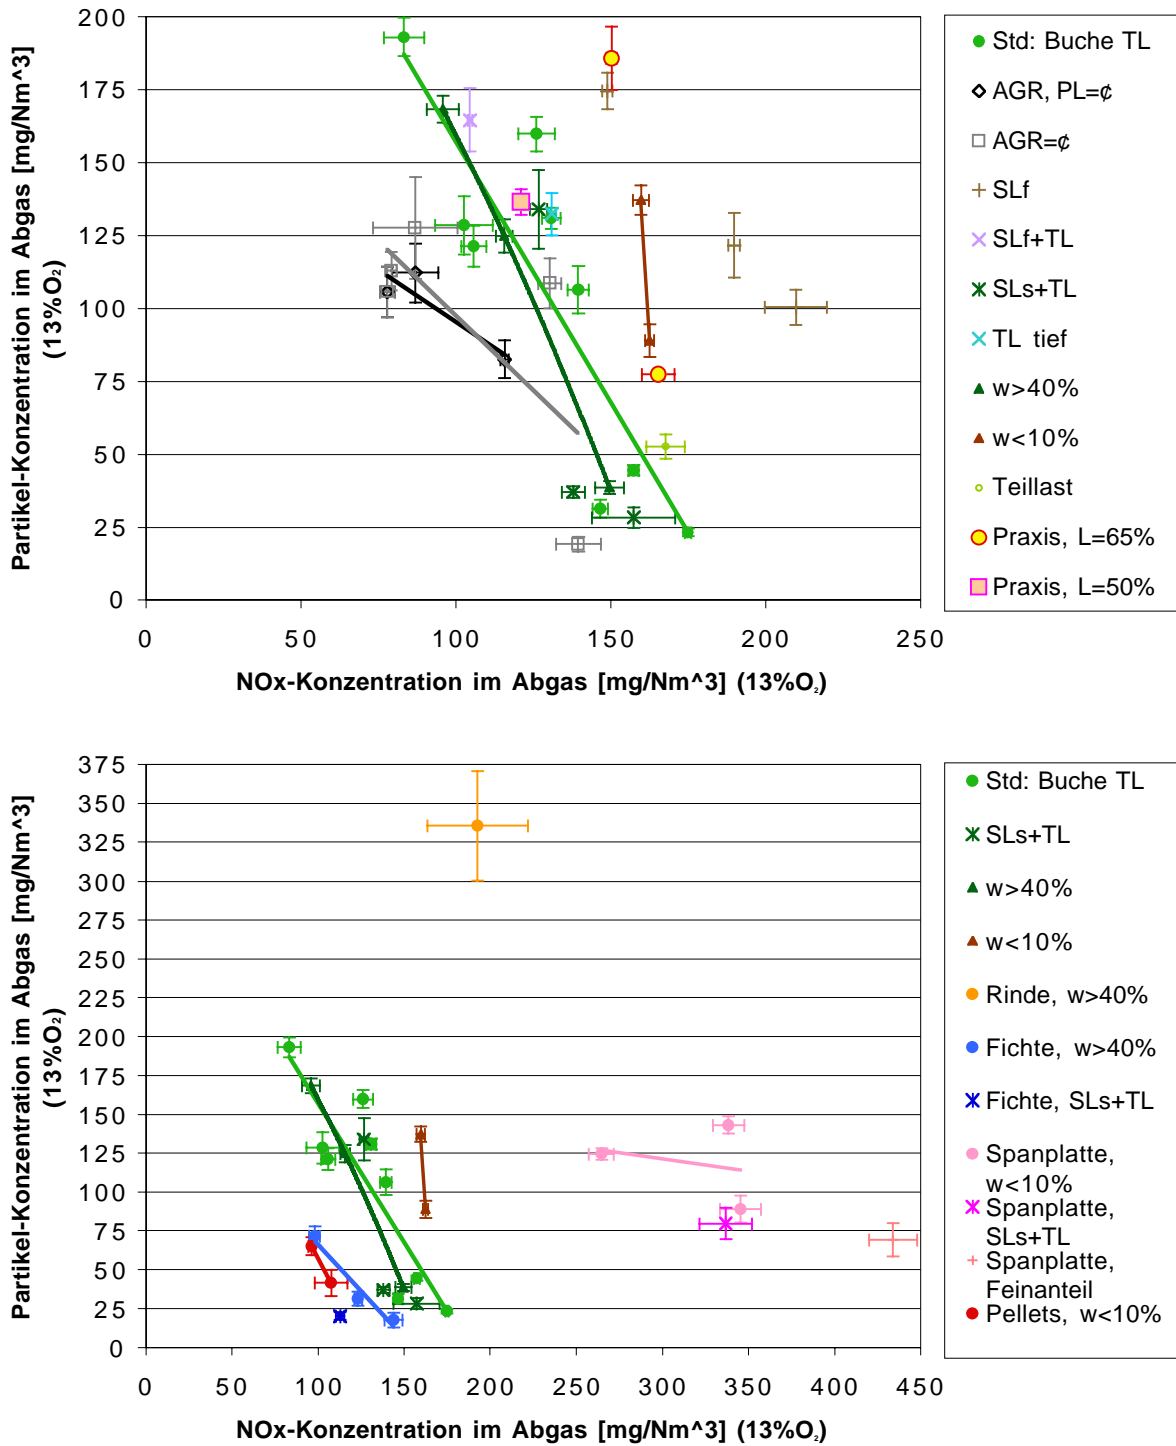 Partikel-Konzentration im Abgas [mg/Nm^3]
(13%O₂)
200
175
150
125
100
75
50
25
0
0 50 100 150 200 250
NOx-Konzentration im Abgas [mg/Nm^3] (13%O₂)
Std: Buche TL
AGR, PL=¢
AGR=¢
SLf
SLf+TL
SLs+TL
TL tief
w>40%
w<10%
Teillast
Praxis, L=65%
Praxis, L=50%
Partikel-Konzentration im Abgas [mg/Nm^3]
(13%O₂)
375
350
325
300
275
250
225
200
175
150
125
100
75
50
25
0
0 50 100 150 200 250 300 350 400 450
NOx-Konzentration im Abgas [mg/Nm^3] (13%O₂)
Std: Buche TL
SLs+TL
w>40%
w<10%
Rinde, w>40%
Fichte, w>40%
Fichte, SLs+TL
Spanplatte,
w<10%
Spanplatte,
SLs+TL
Spanplatte,
Feinanteil
Pellets, w<10%